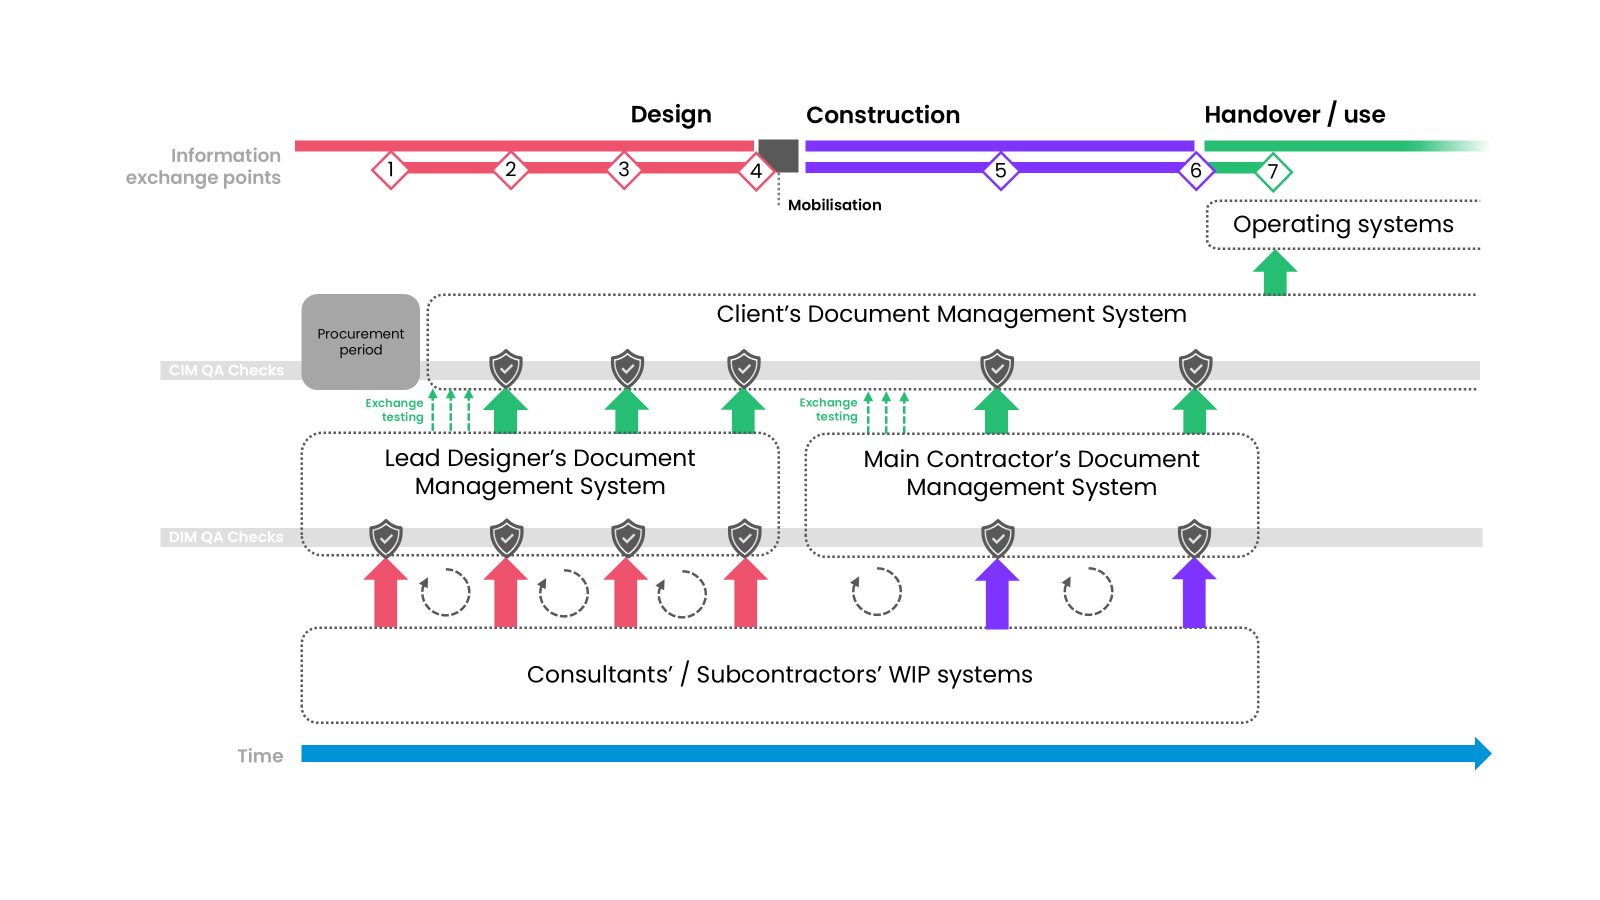 Design
Construction
Handover / use
Information
exchange points
1
2
3
4
5
6
7
Mobilisation
Operating systems
Procurement
period
Client’s Document Management System
CIM QA Checks
Exchange
testing
Exchange
testing
Lead Designer’s Document
Management System
Main Contractor’s Document
Management System
DIM QA Checks
Consultants’ / Subcontractors’ WIP systems
Time